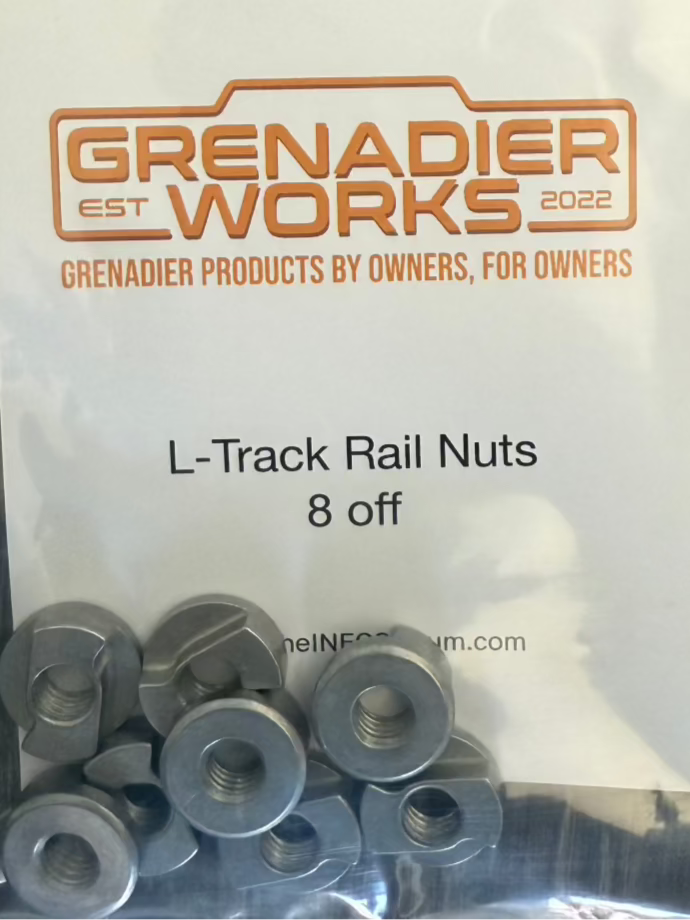 GRENADIER
EST WORKS 2022
GRENADIER PRODUCTS BY OWNERS, FOR OWNERS
L-Track Rail Nuts
8 off